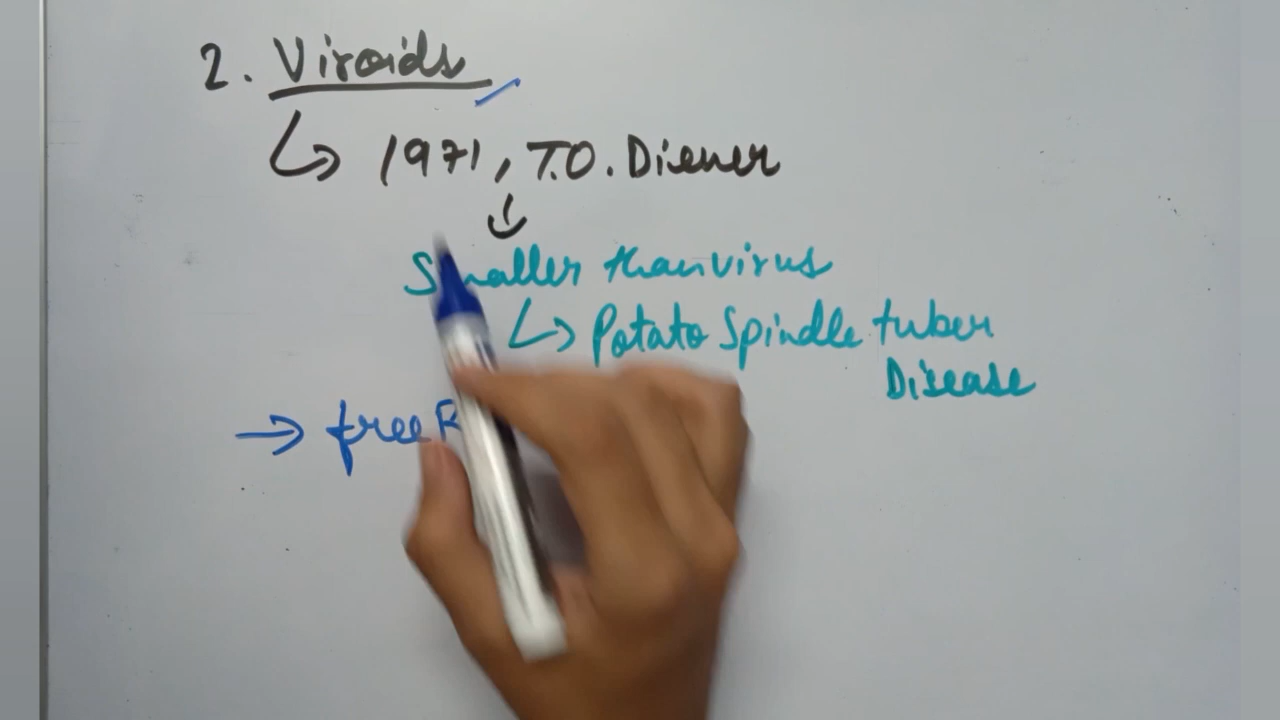 2. Viroids
1971, T.O. Diener
Smaller than virus
Potato Spindle tuber
Disease
free R